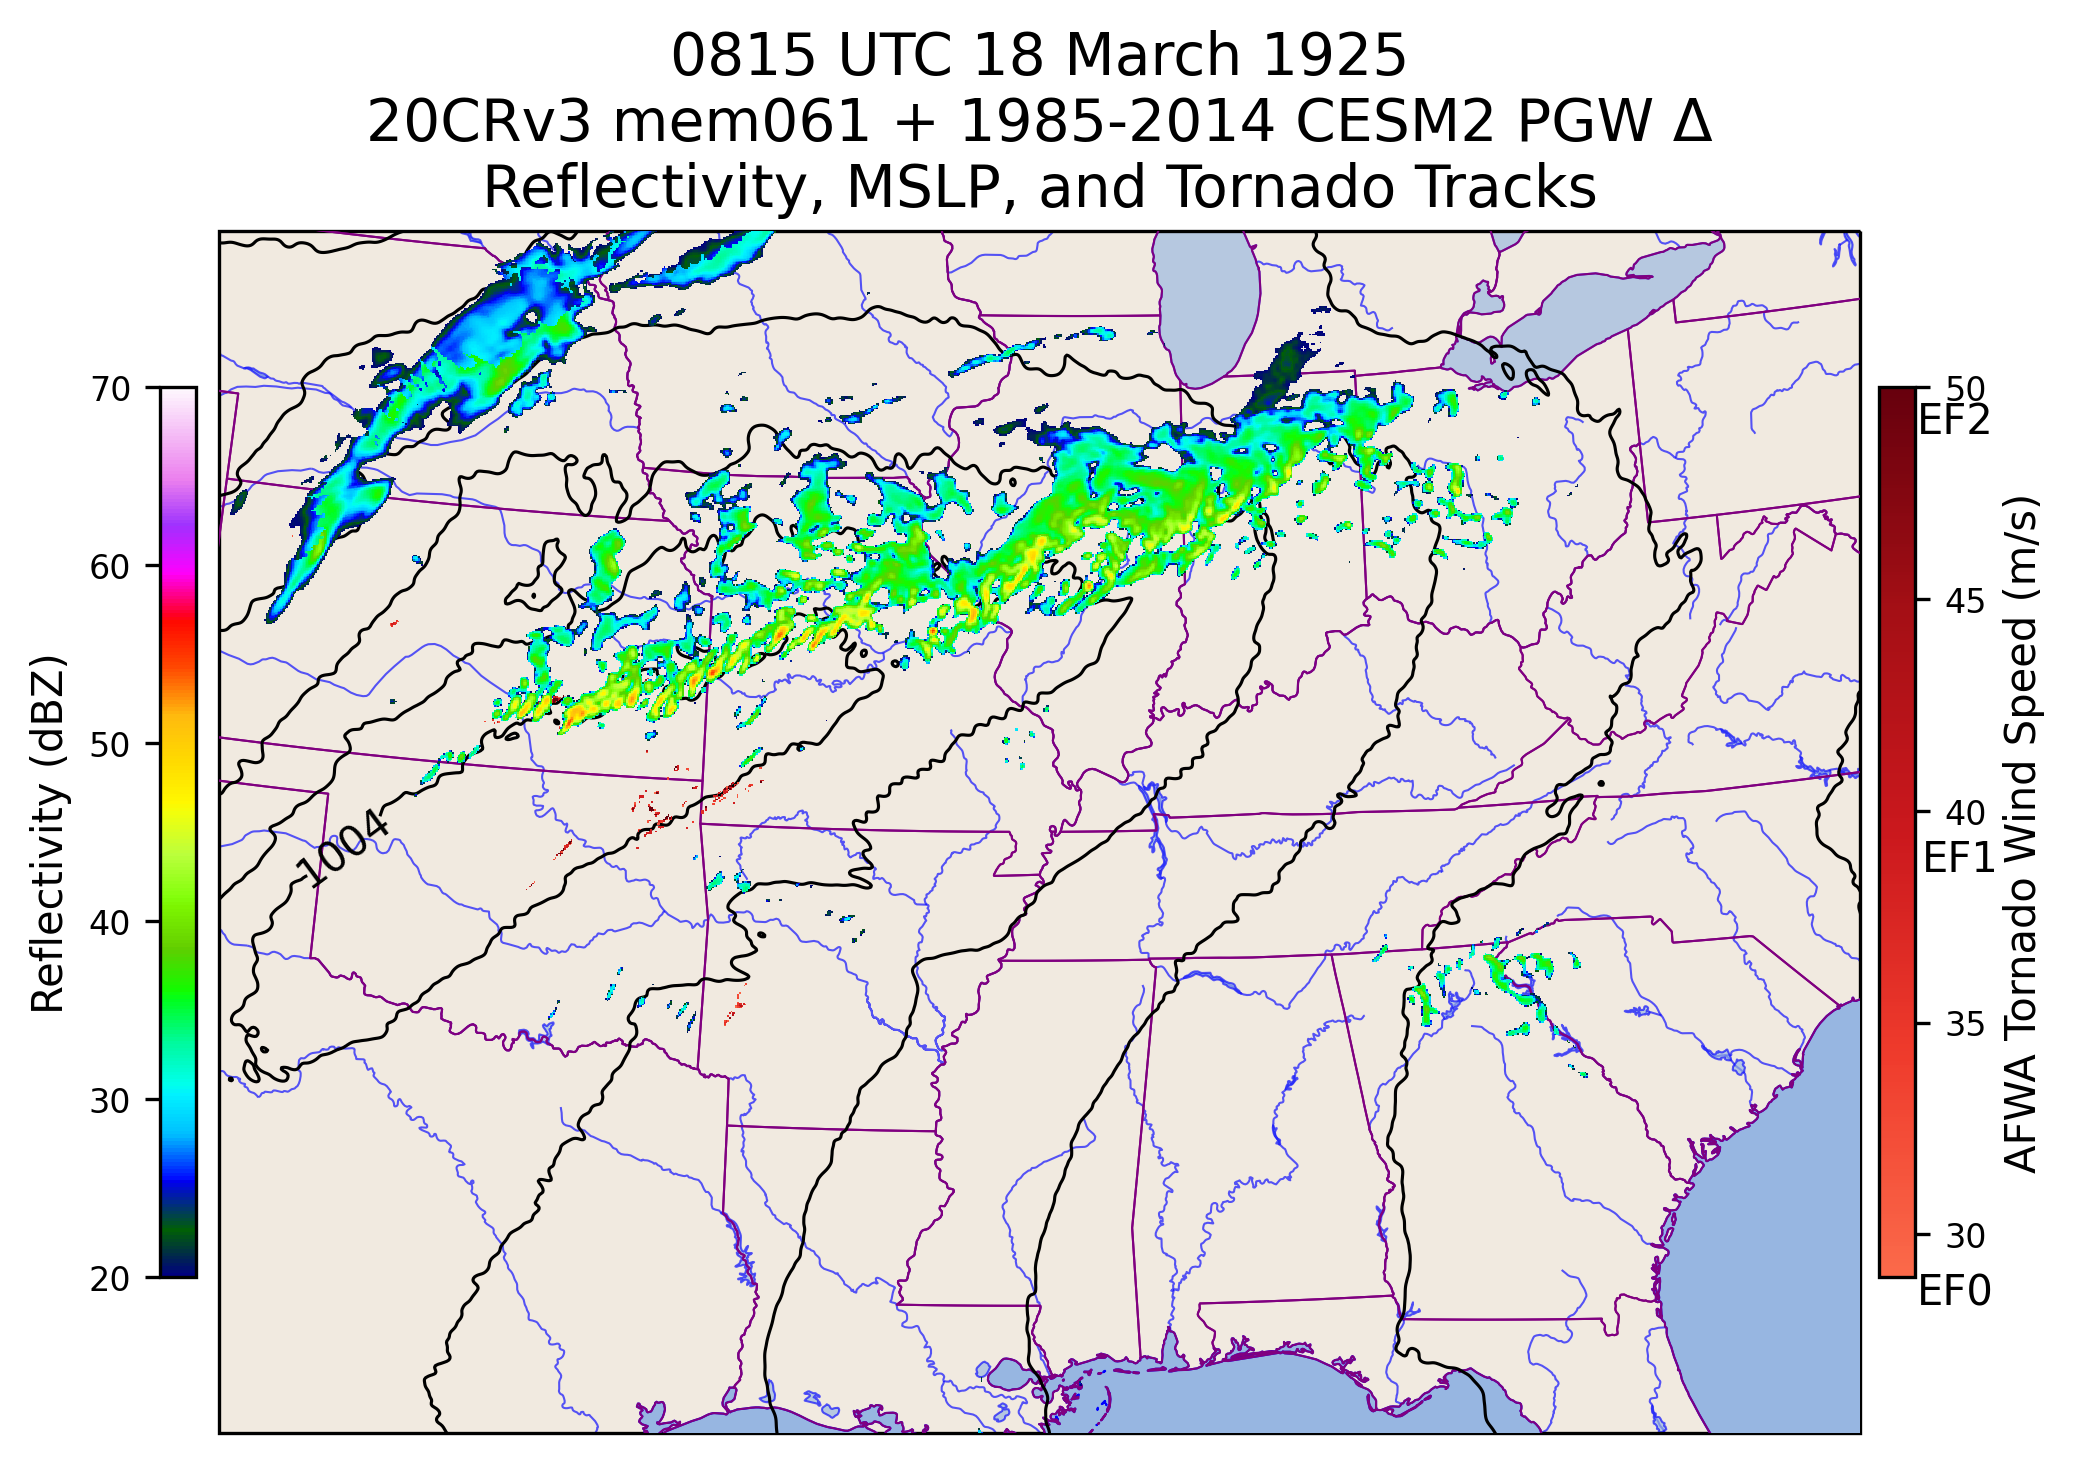 0815 UTC 18 March 1925
20CRv3 mem061 + 1985-2014 CESM2 PGW Δ
Reflectivity, MSLP, and Tornado Tracks
Reflectivity (dBZ)
70
60
50
40
30
20
1004
50
EF2
45
40
EF1
35
30
EF0
AFWA Tornado Wind Speed (m/s)